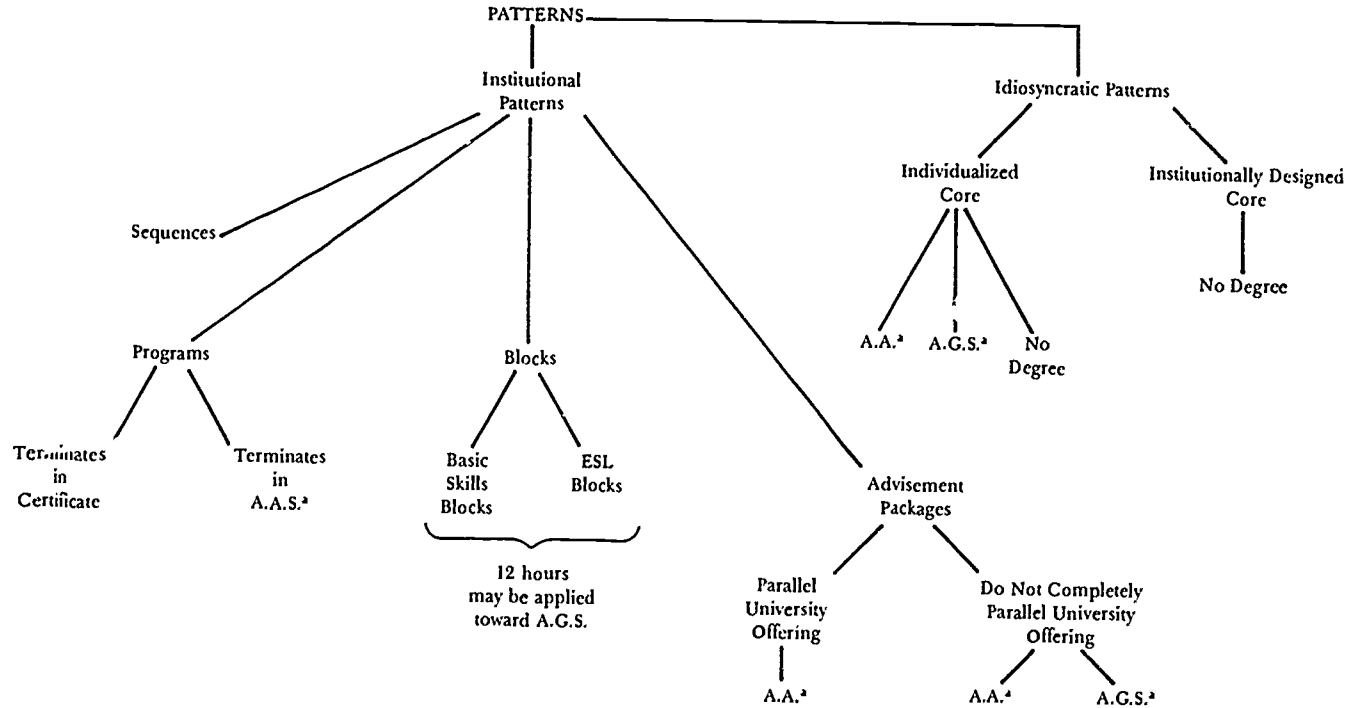 PATTERNS
Institutional
Patterns
Idiosyncratic Patterns
Individualized
Core
Institutionally Designed
Core
Sequences
No Degree
A.A.ª
A.G.S.ª
No
Degree
Programs
Blocks
Terminates
in
Certificate
Terminates
in
A.A.S.ª
Basic
Skills
Blocks
ESL
Blocks
Advisement
Packages
12 hours
may be applied
toward A.G.S.
Parallel
University
Offering
Do Not Completely
Parallel University
Offering
A.A.ª
A.A.ª
A.G.S.ª